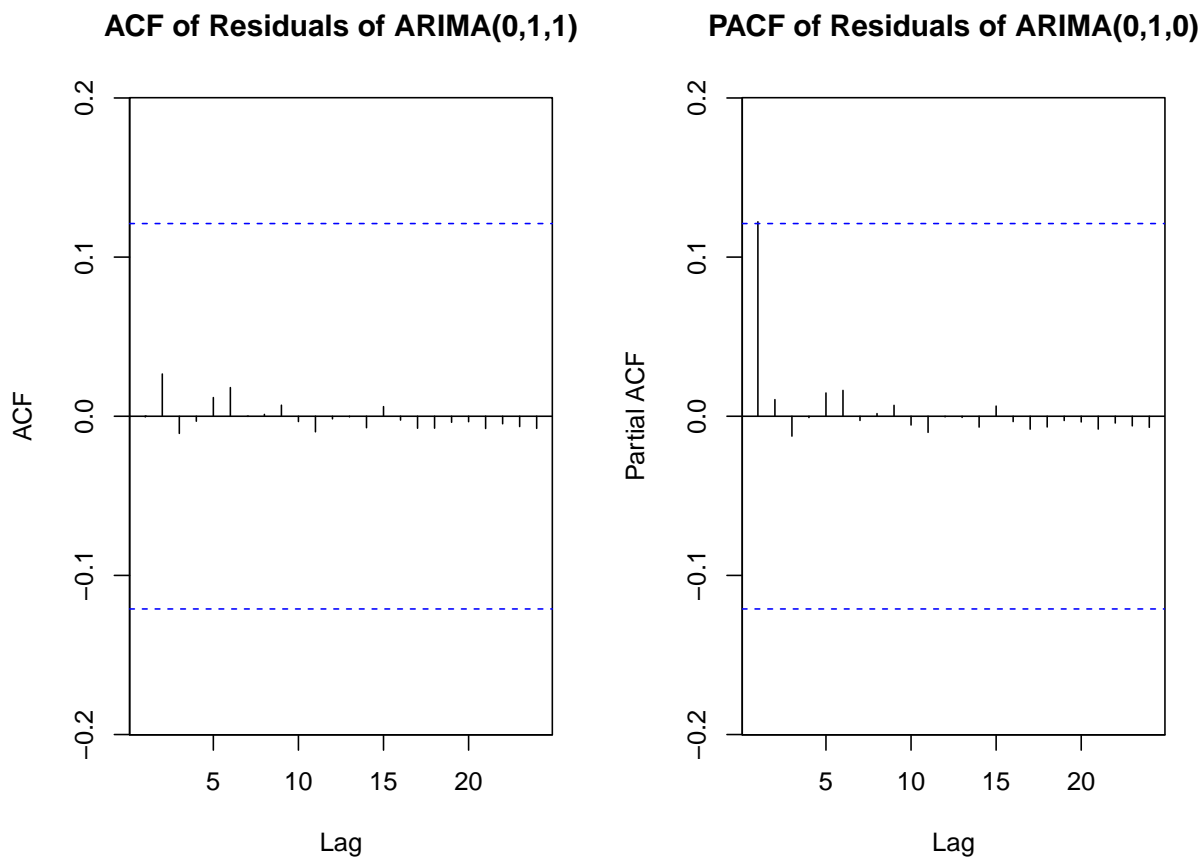 ACF of Residuals of ARIMA(0,1,1)
0.2
0.1
0.0
−0.1
−0.2
ACF
5 10 15 20
Lag
PACF of Residuals of ARIMA(0,1,0)
0.2
0.1
0.0
−0.1
−0.2
Partial ACF
5 10 15 20
Lag